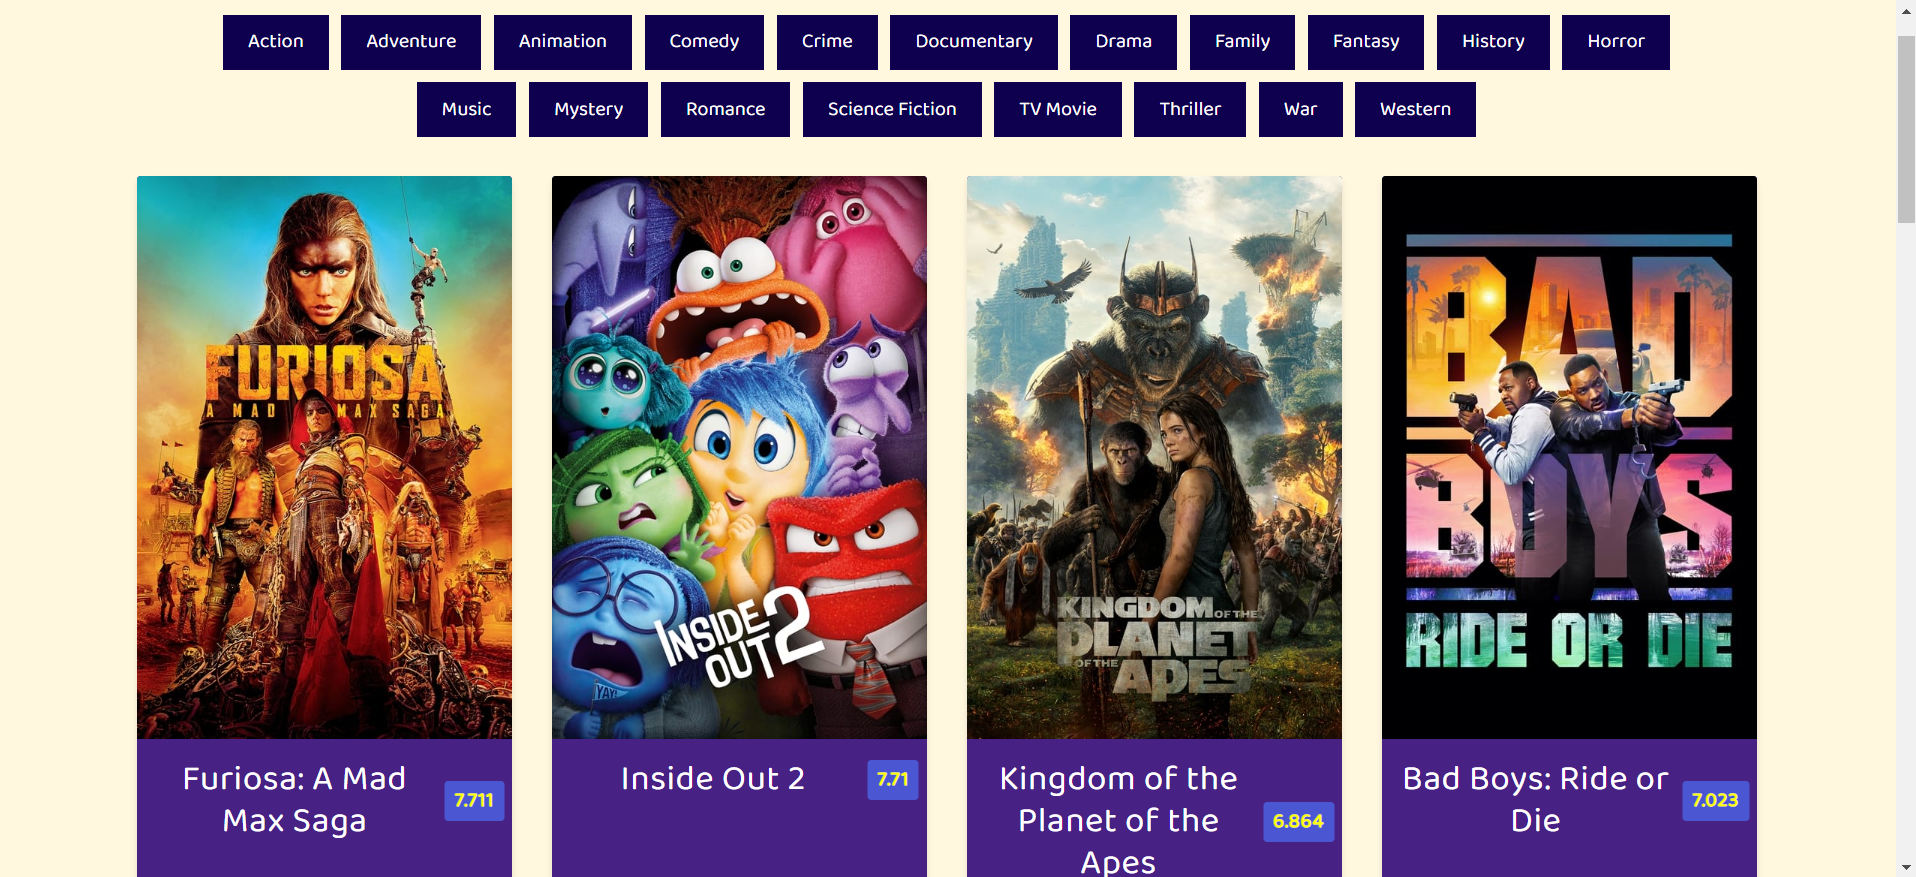 Action Adventure Animation Comedy Crime Documentary Drama Family Fantasy History Horror
Music Mystery Romance Science Fiction TV Movie Thriller War Western
FURIOSA
A MAD MAX SAGA
YAY!
INSIDE
OUT 2
KINGDOM OF THE
PLANET
OF THE APES
BAD
BOYS
RIDE OR DIE
Furiosa: A Mad
Max Saga
7.711
Inside Out 2
7.71
Kingdom of the
Planet of the
Apes
6.864
Bad Boys: Ride or
Die
7.023